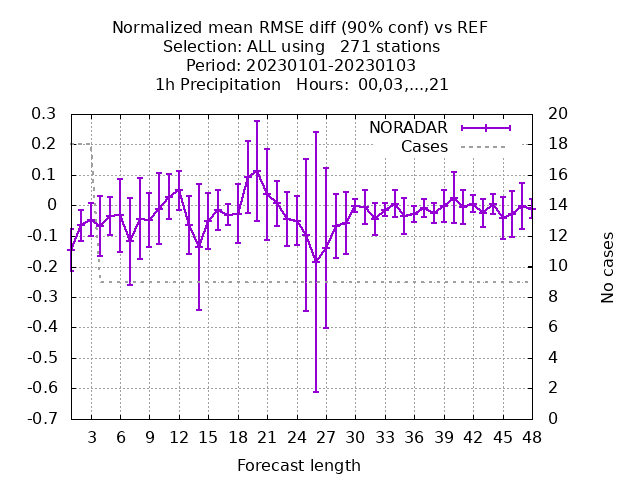 Normalized mean RMSE diff (90% conf) vs REF
Selection: ALL using   271 stations
Period: 20230101-20230103
1h Precipitation   Hours:  00,03,...,21
NORADAR
Cases
0.3
0.2
0.1
0
-0.1
-0.2
-0.3
-0.4
-0.5
-0.6
-0.7
20
18
16
14
12
10
8
6
4
2
0
No cases
3 6 9 12 15 18 21 24 27 30 33 36 39 42 45 48
Forecast length